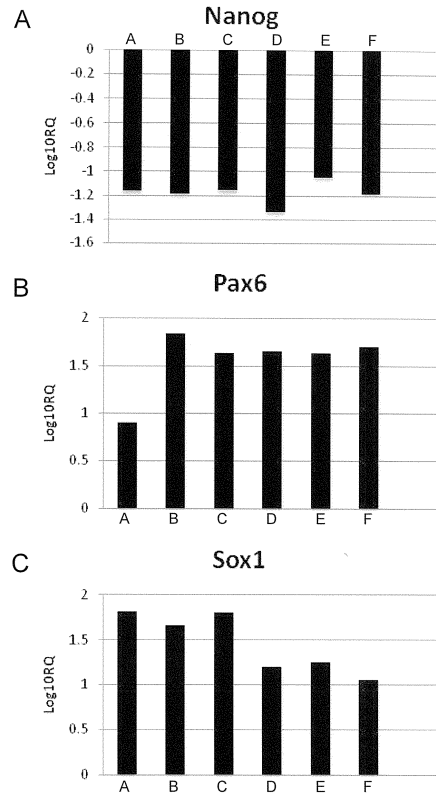 A
Nanog
A B C D E F
0
-0.2
-0.4
-0.6
-0.8
-1
-1.2
-1.4
-1.6
Log10RQ
B
Pax6
2
1.5
1
0.5
0
Log10RQ
A B C D E F
C
Sox1
2
1.5
1
0.5
0
Log10RQ
A B C D E F